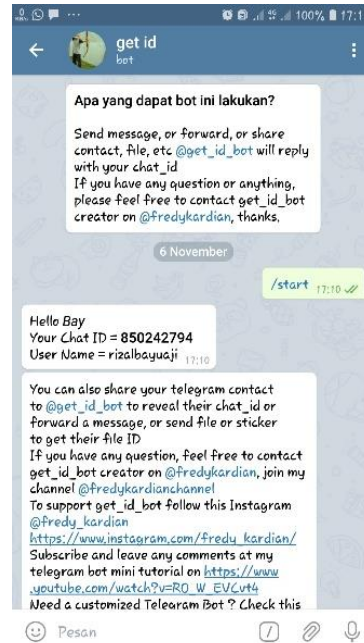 100% 17:1
get id
bot
Apa yang dapat bot ini lakukan?
Send message, or forward, or share
contact, file, etc @get_id_bot will reply
with your chat_id
If you have any question or anything,
please feel free to contact get_id_bot
creator on @fredykardian, thanks.
6 November
/start 17:10
Hello Bay
Your Chat ID = 850242794
User Name = rizalbayuaji 17:10
You can also share your telegram contact
to @get_id_bot to reveal their chat_id or
forward a message, or send file or sticker
to get their file ID
If you have any question, feel free to contact
get_id_bot creator on @fredykardian, join my
channel @fredykardianchannel
To support get_id_bot follow this Instagram
@fredy_kardian
https://www.instagram.com/fredy_kardian/
Subscribe and leave any comments at my
telegram bot mini tutorial on https://www
.youtube.com/watch?v=RO_W_EVCvt4
Need a customized Telegram Bot ? Check this
Pesan